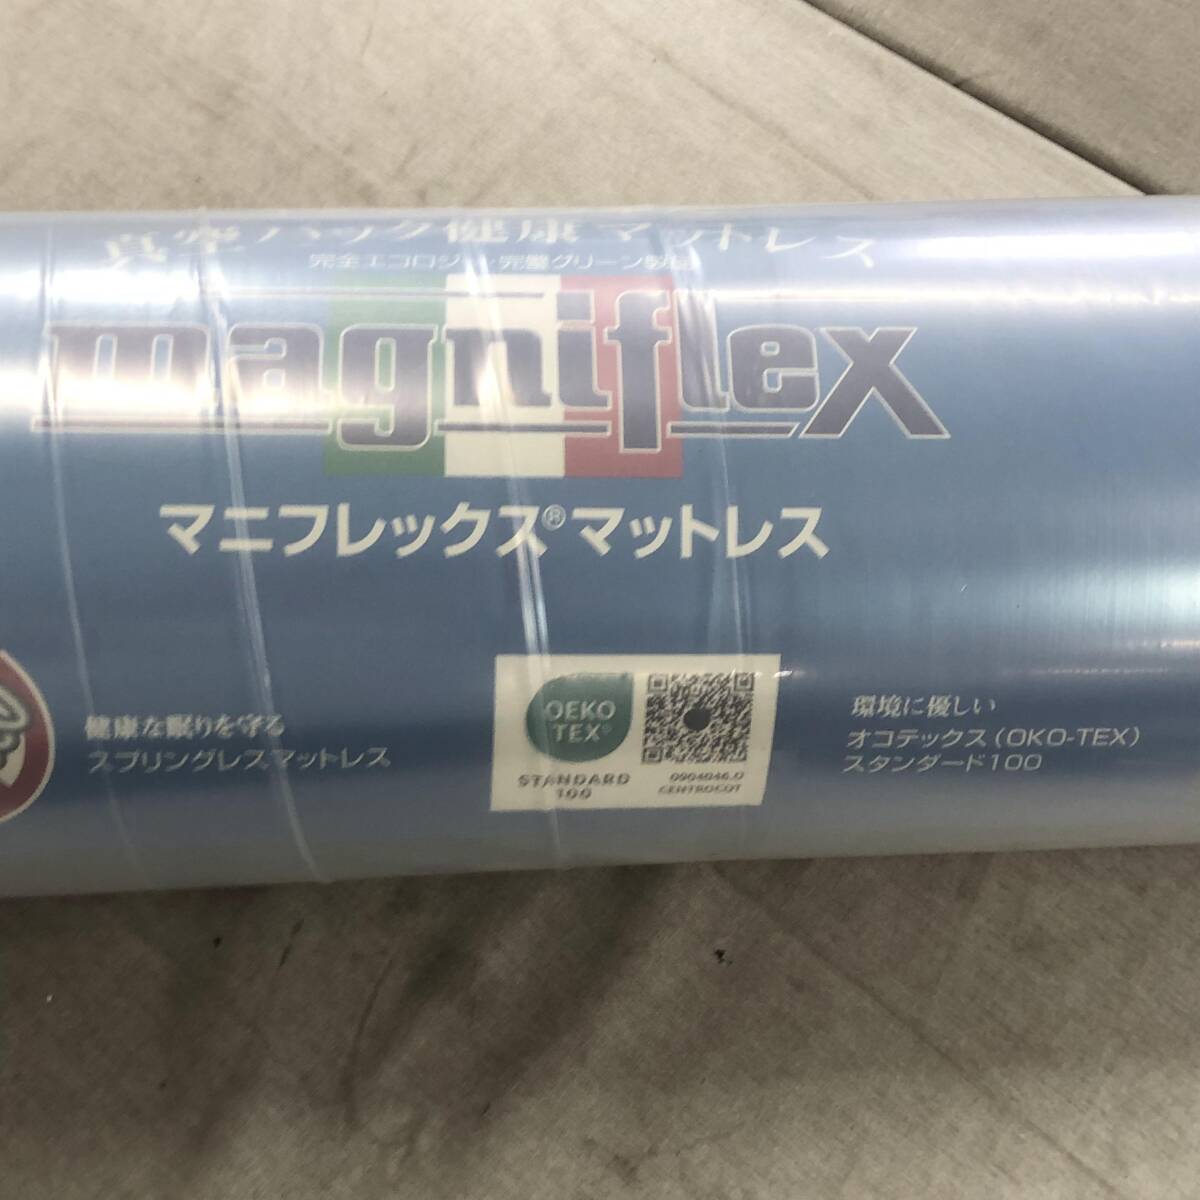 真空パック健康マットレス
完全エコロジー・完璧グリーン製品
magniflex
マニフレックス®マットレス
健康な眠りを守る
スプリングレスマットレス
OEKO
TEX®
STANDARD
100
0904046.O
CENTROCOT
環境に優しい
オコテックス(OKO-TEX)
スタンダード100